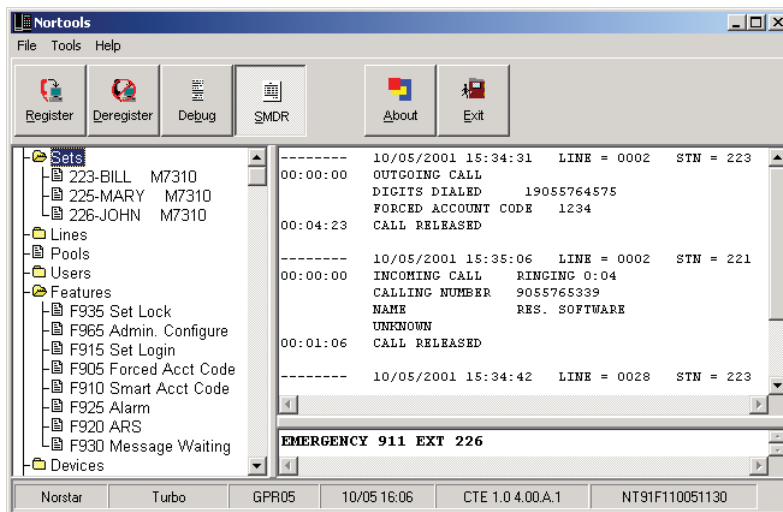 Nortools
File Tools Help
Register Deregister Debug SMDR About Exit
Sets
223-BILL M7310
225-MARY M7310
226-JOHN M7310
Lines
Pools
Users
Features
F935 Set Lock
F965 Admin. Configure
F915 Set Login
F905 Forced Acct Code
F910 Smart Acct Code
F925 Alarm
F920 ARS
F930 Message Waiting
Devices
-------- 10/05/2001 15:34:31 LINE = 0002 STN = 223
00:00:00 OUTGOING CALL
DIGITS DIALED 19055764575
FORCED ACCOUNT CODE 1234
00:04:23 CALL RELEASED
-------- 10/05/2001 15:35:06 LINE = 0002 STN = 221
00:00:00 INCOMING CALL RINGING 0:04
CALLING NUMBER 9055765339
NAME RES. SOFTWARE
UNKNOWN
00:01:06 CALL RELEASED
-------- 10/05/2001 15:34:42 LINE = 0028 STN = 223
EMERGENCY 911 EXT 226
Norstar Turbo GPR05 10/05 16:06 CTE 1.0 4.00.A.1 NT91F110051130